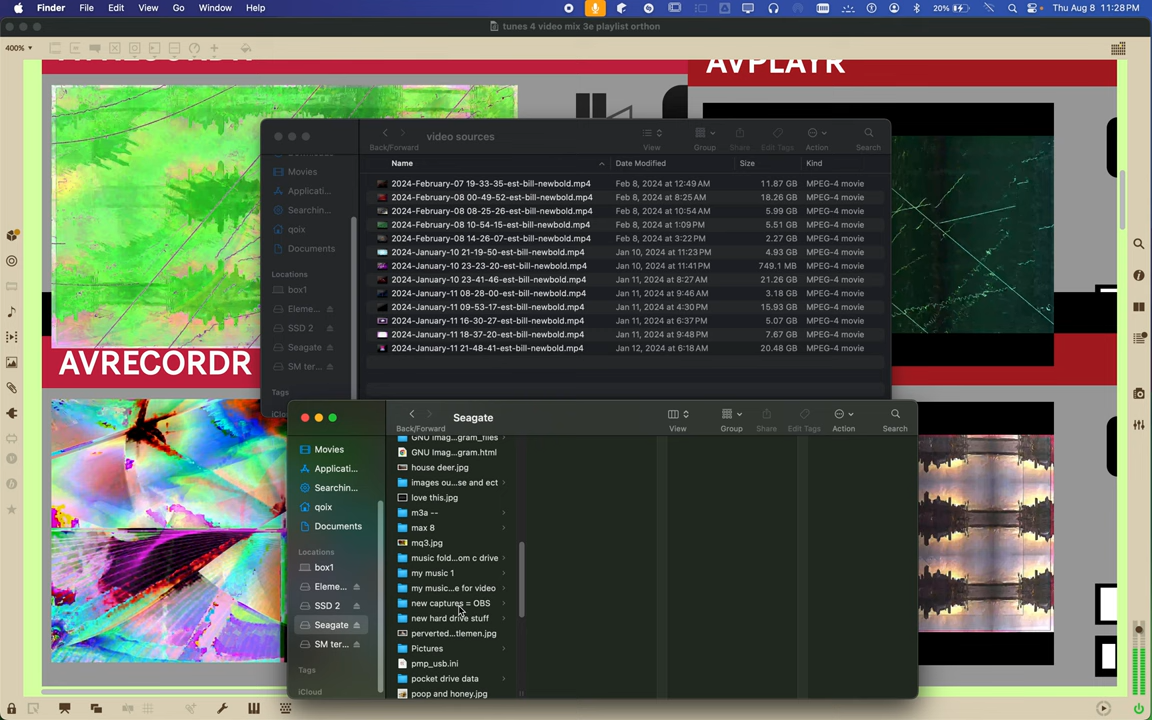 Finder File Edit View Go Window Help
20% Thu Aug 8 11:28PM
tunes 4 video mix 3e playlist orthon
400%
AVPLAYR
video sources
Back/Forward View Group Share Edit Tags Action Search
Name Date Modified Size Kind
Movies
Applicati...
Searchin...
qoix
Documents
Locations
box1
Eleme...
SSD 2
Seagate
SM ter...
Tags
2024-February-07 19-33-35-est-bill-newbold.mp4 Feb 8, 2024 at 12:49 AM 11.87 GB MPEG-4 movie
2024-February-08 00-49-52-est-bill-newbold.mp4 Feb 8, 2024 at 8:25 AM 18.26 GB MPEG-4 movie
2024-February-08 08-25-26-est-bill-newbold.mp4 Feb 8, 2024 at 10:54 AM 5.99 GB MPEG-4 movie
2024-February-08 10-54-15-est-bill-newbold.mp4 Feb 8, 2024 at 1:09 PM 5.51 GB MPEG-4 movie
2024-February-08 14-26-07-est-bill-newbold.mp4 Feb 8, 2024 at 3:22 PM 2.27 GB MPEG-4 movie
2024-January-10 21-19-50-est-bill-newbold.mp4 Jan 10, 2024 at 11:23 PM 4.93 GB MPEG-4 movie
2024-January-10 23-23-20-est-bill-newbold.mp4 Jan 10, 2024 at 11:41 PM 749.1 MB MPEG-4 movie
2024-January-10 23-41-46-est-bill-newbold.mp4 Jan 11, 2024 at 8:27 AM 21.26 GB MPEG-4 movie
2024-January-11 08-28-00-est-bill-newbold.mp4 Jan 11, 2024 at 9:46 AM 3.18 GB MPEG-4 movie
2024-January-11 09-53-17-est-bill-newbold.mp4 Jan 11, 2024 at 4:30 PM 15.93 GB MPEG-4 movie
2024-January-11 16-30-27-est-bill-newbold.mp4 Jan 11, 2024 at 6:37 PM 5.07 GB MPEG-4 movie
2024-January-11 18-37-20-est-bill-newbold.mp4 Jan 11, 2024 at 9:48 PM 7.67 GB MPEG-4 movie
2024-January-11 21-48-41-est-bill-newbold.mp4 Jan 12, 2024 at 6:18 AM 20.48 GB MPEG-4 movie
AVRECORDR
Seagate
Back/Forward View Group Share Edit Tags Action Search
Movies
Applicati...
Searchin...
qoix
Documents
Locations
box1
Eleme...
SSD 2
Seagate
SM ter...
Tags
iCloud
GNU Imag...gram_files
GNU Imag...gram.html
house deer.jpg
images ou...se and ect
love this.jpg
m3a --
max 8
mq3.jpg
music fold...om c drive
my music 1
my music...e for video
new captures = OBS
new hard drive stuff
perverted...tlemen.jpg
Pictures
pmp_usb.ini
pocket drive data
poop and honey.jpg